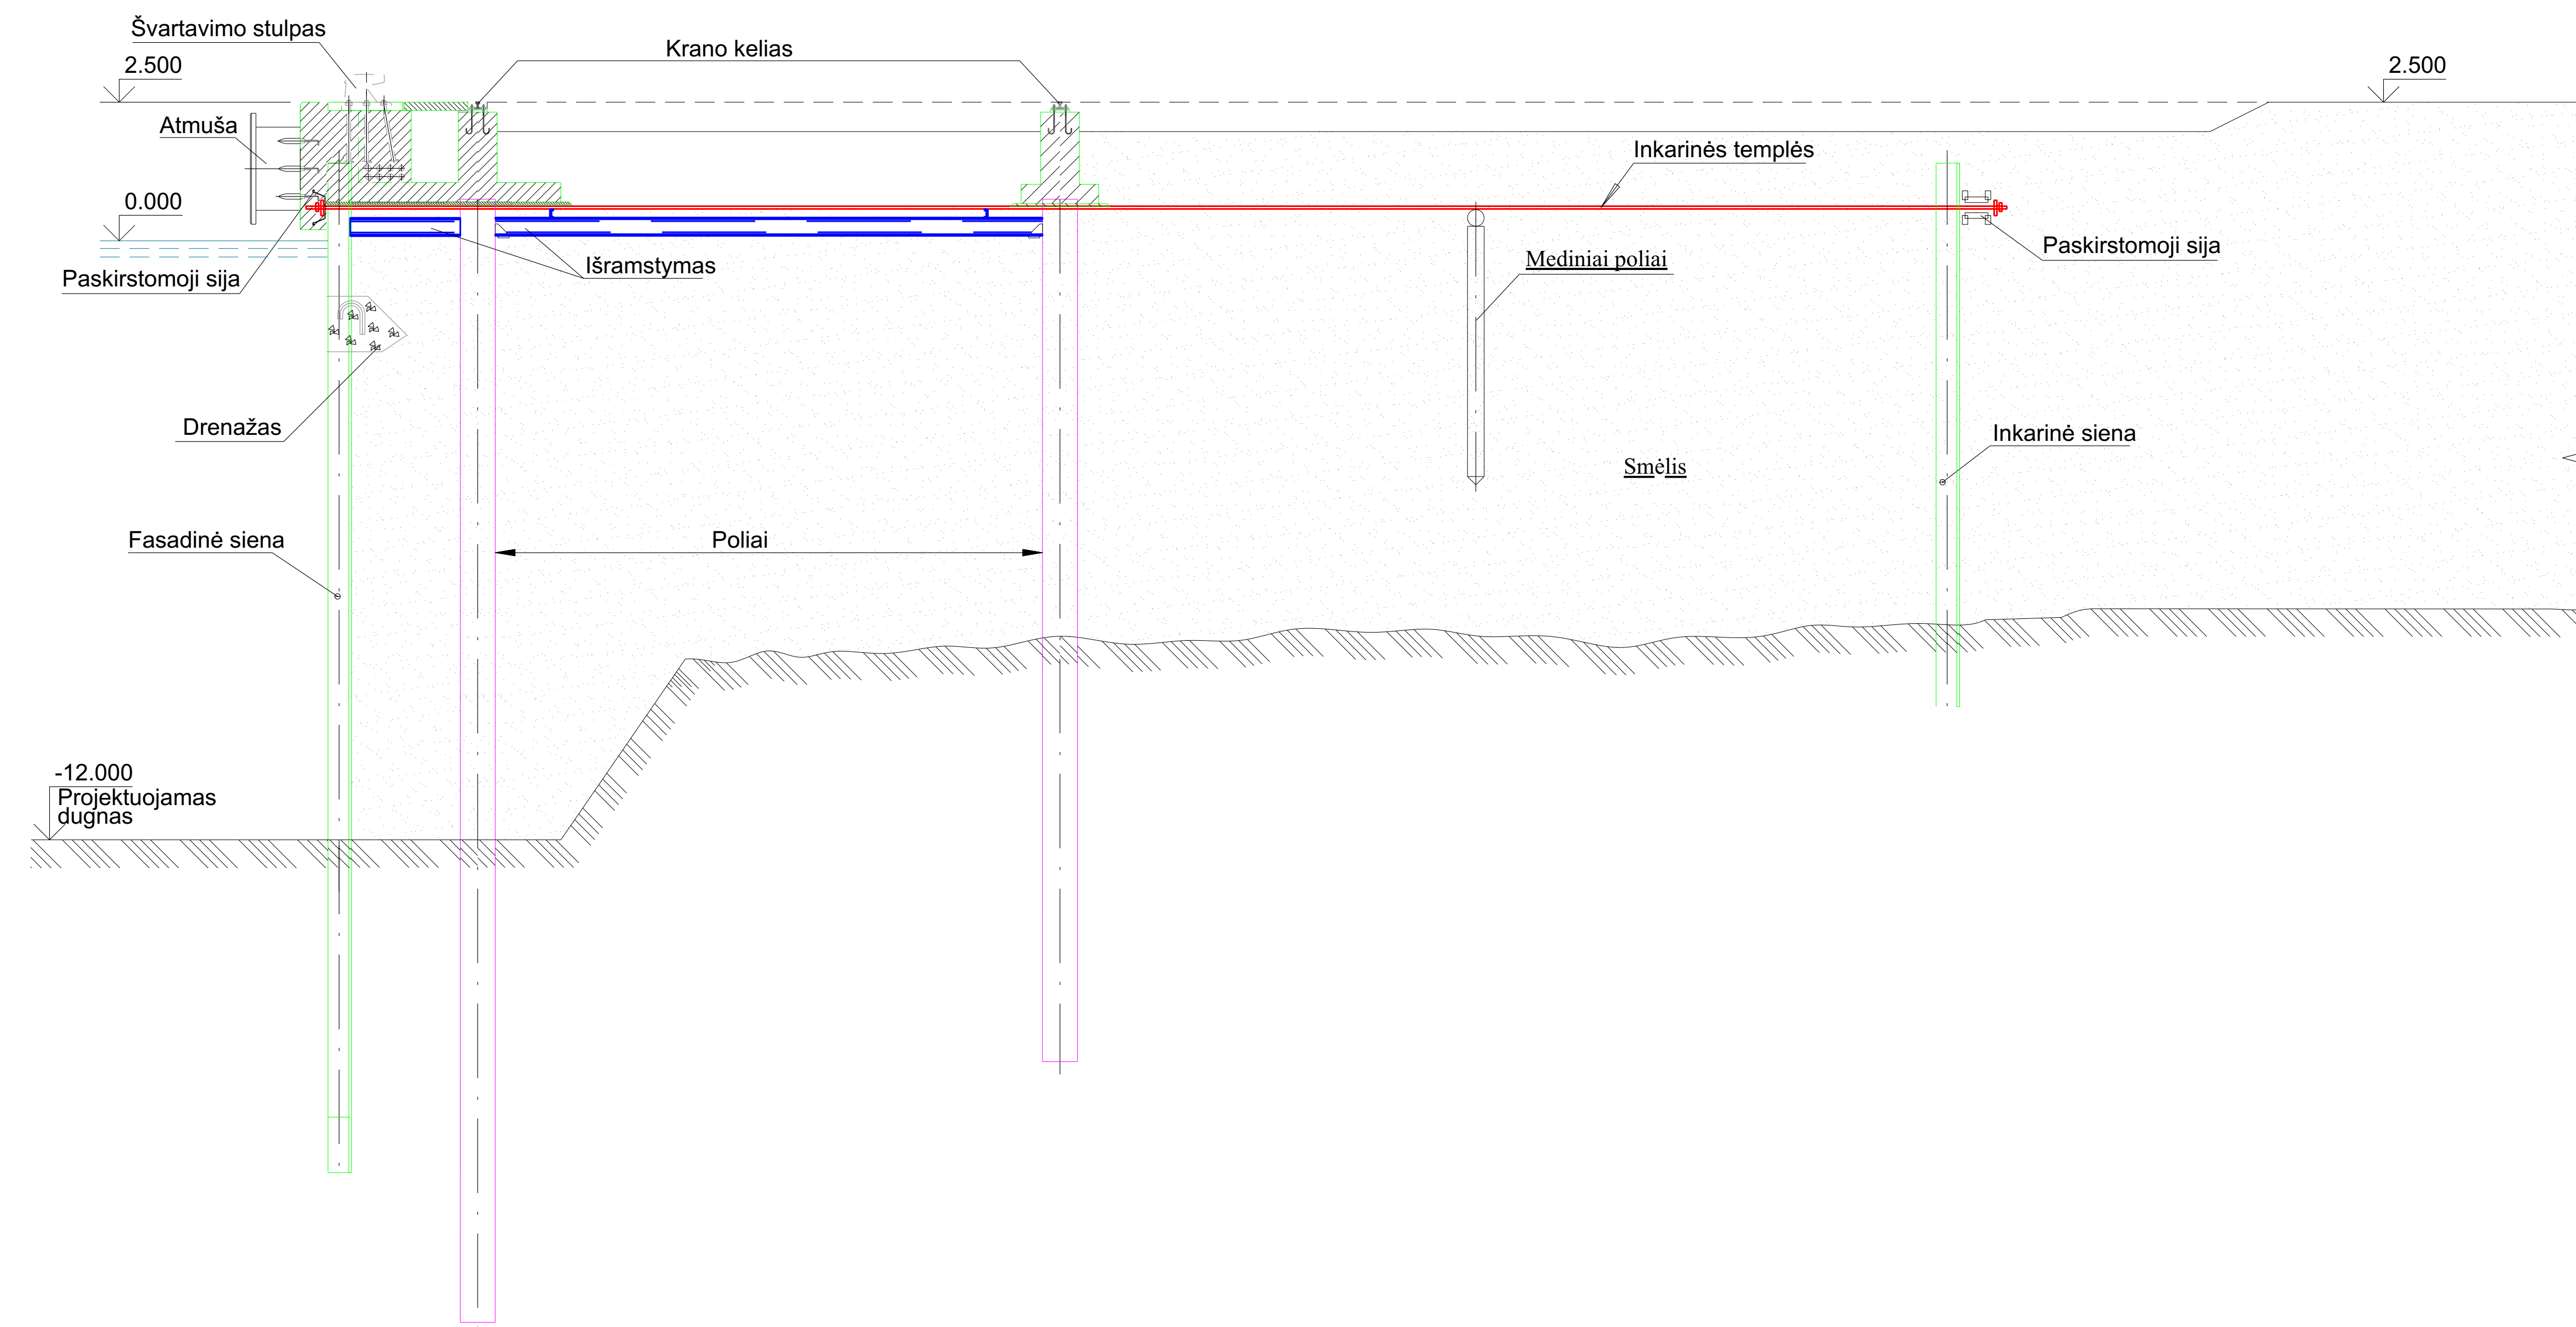 Švartavimo stulpas
Krano kelias
2.500
2.500
Atmuša
Inkarinės templės
0.000
Paskirstomoji sija
Mediniai poliai
Išramstymas
Paskirstomoji sija
Drenažas
Inkarinė siena
Smėlis
Fasadinė siena
Poliai
-12.000
Projektuojamas
dugnas